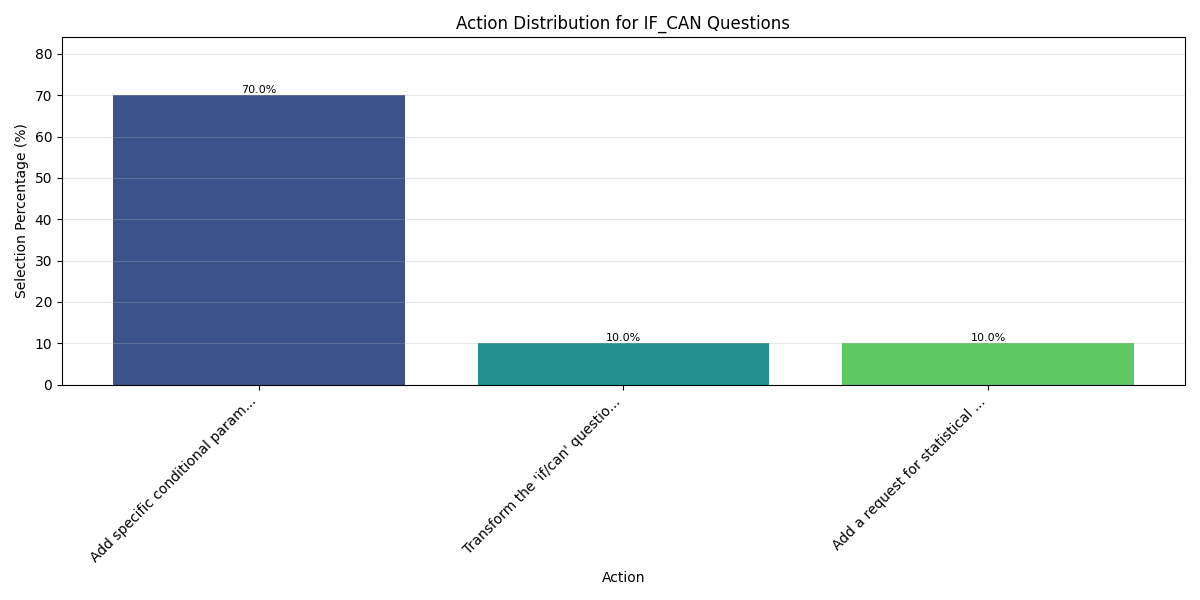 Action Distribution for IF_CAN Questions
Selection Percentage (%)
80
70
60
50
40
30
20
10
0
70.0%
10.0%
10.0%
Add specific conditional param...
Transform the 'if/can' questio...
Add a request for statistical ...
Action